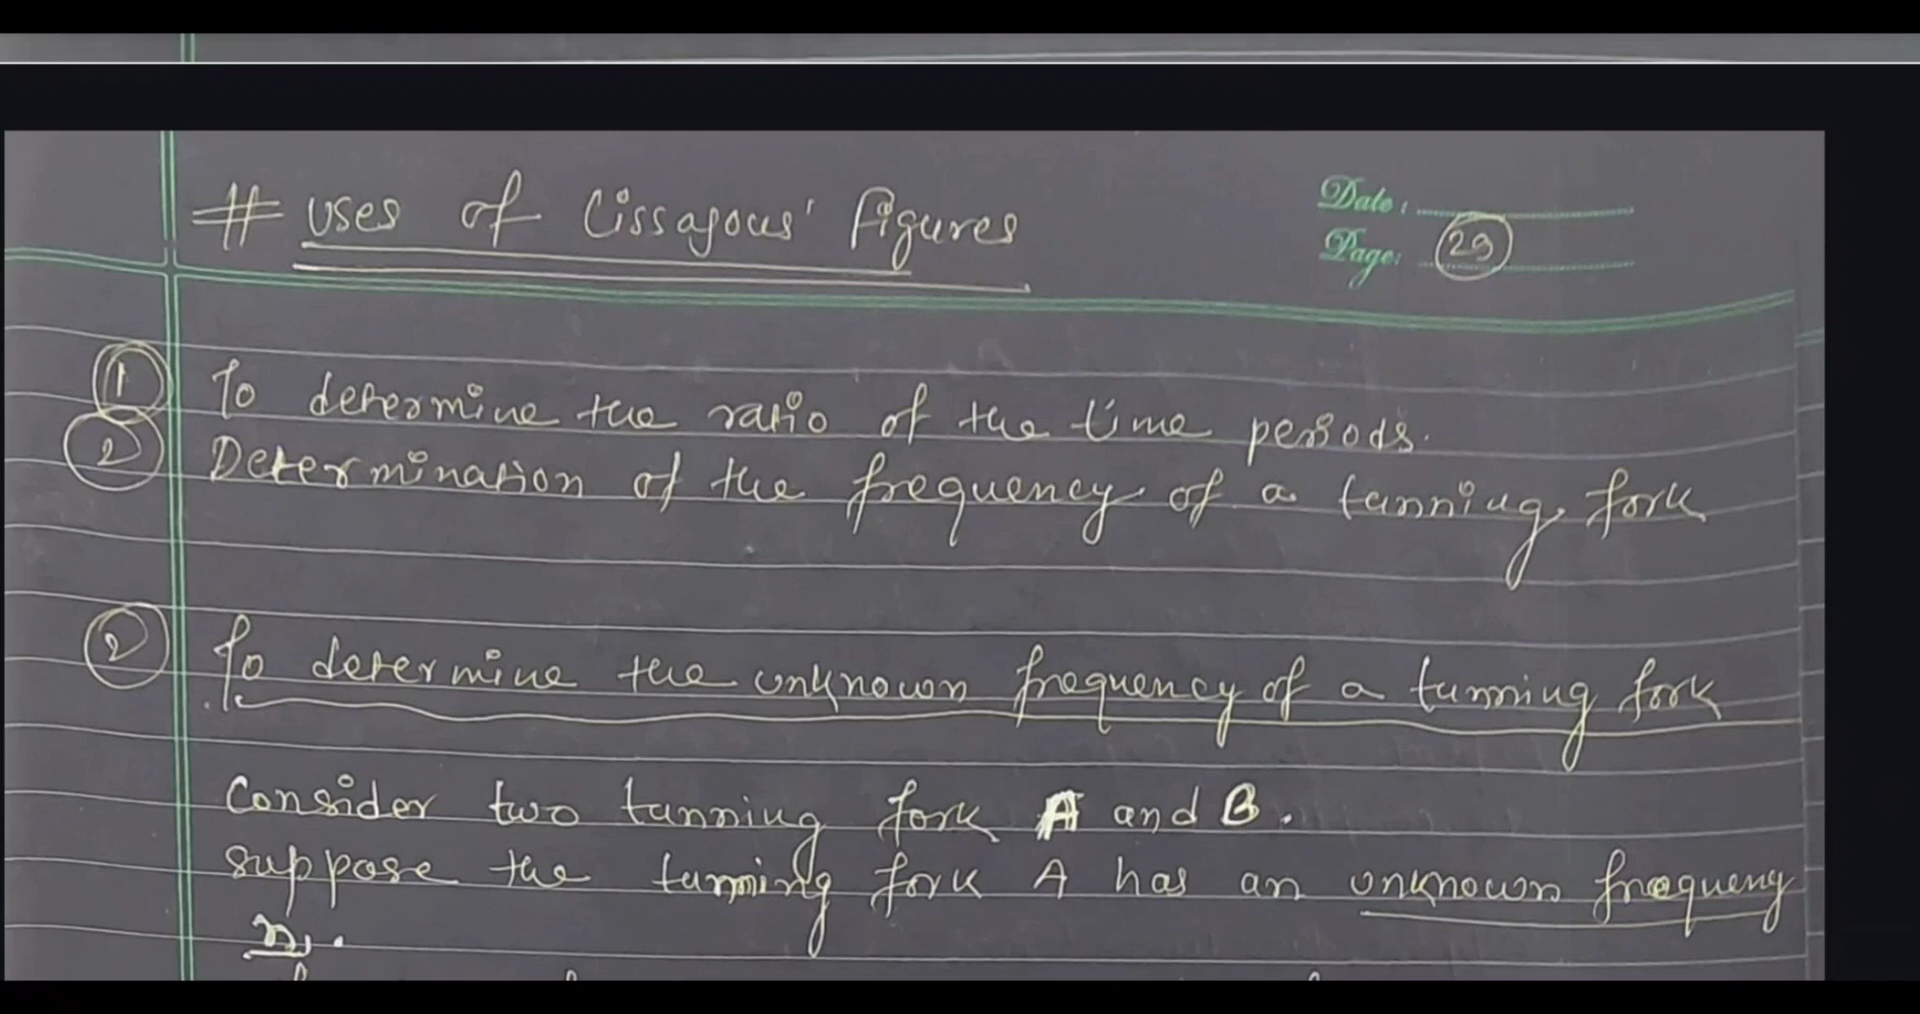 # uses of Lissajous' figures
Date:
Page: 29
1 To determine the ratio of the time periods.
2 Determination of the frequency of a tunning fork
2 To determine the unknown frequency of a tunning fork
Consider two tunning fork A and B.
suppose the tunning fork A has an unknown frequency
n₁.